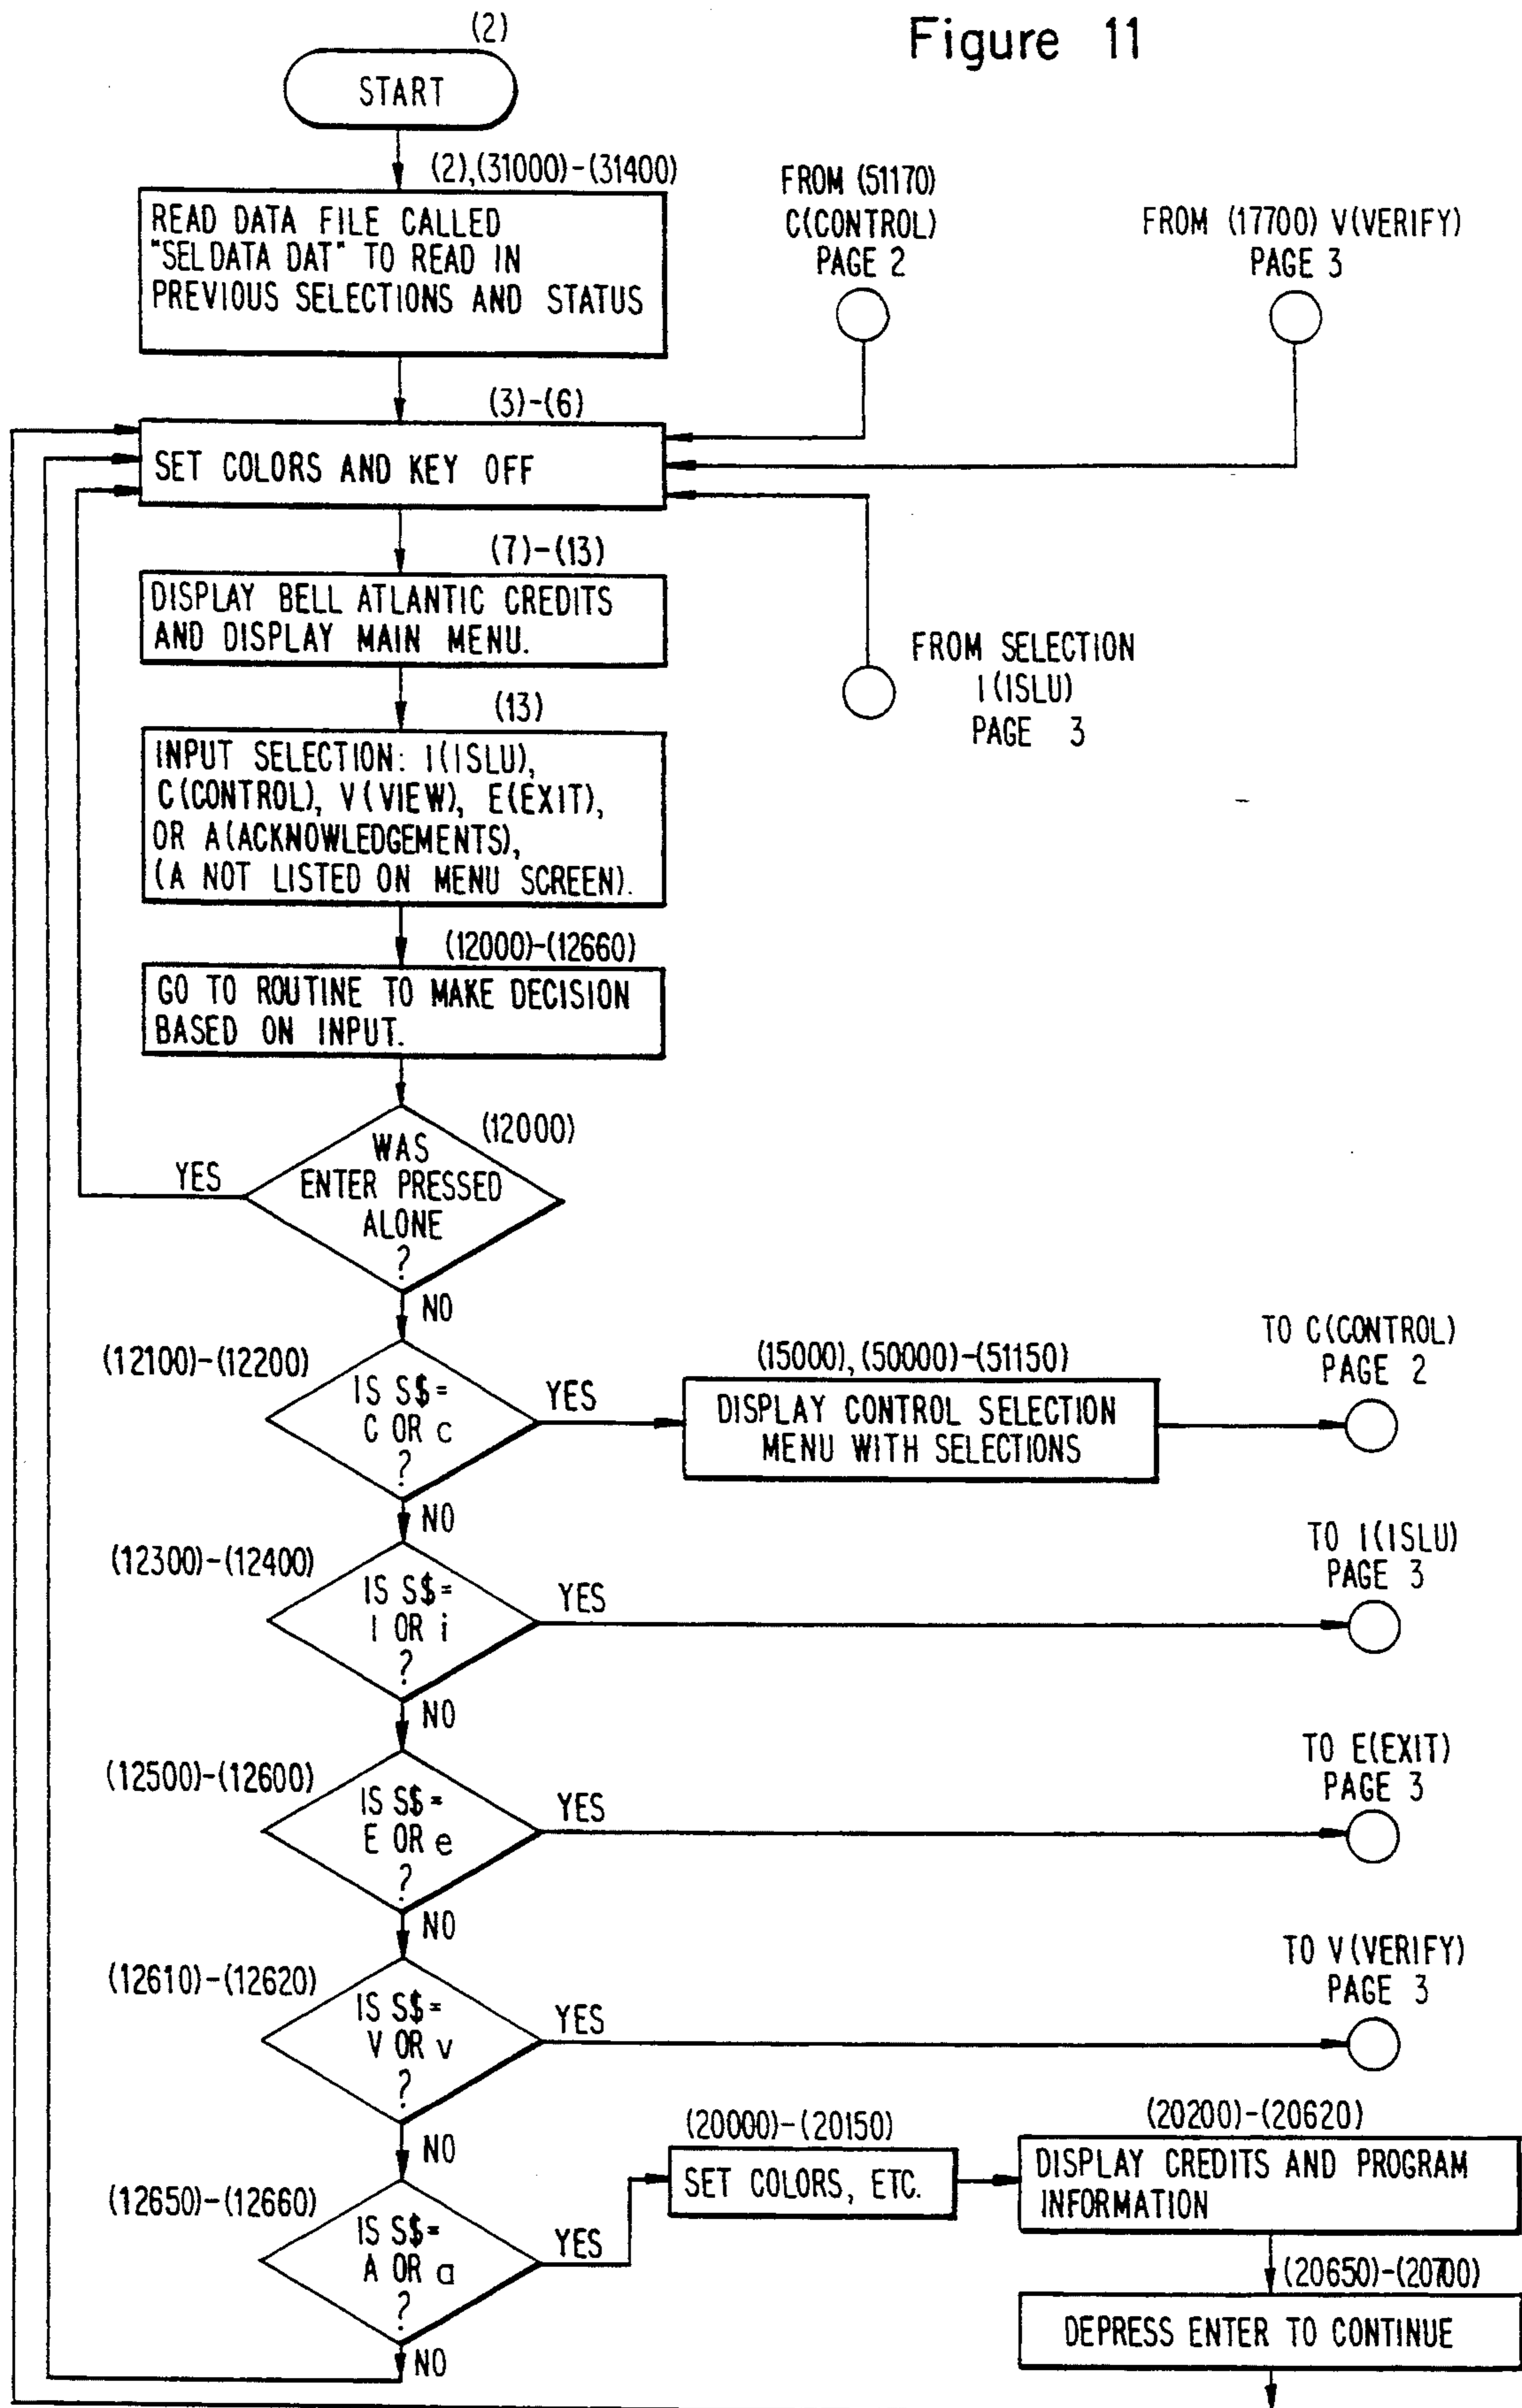 Figure 11
(2)
START
(2),(31000)-(31400)
READ DATA FILE CALLED
"SELDATA DAT" TO READ IN
PREVIOUS SELECTIONS AND STATUS
FROM (51170)
C(CONTROL)
PAGE 2
FROM (17700) V(VERIFY)
PAGE 3
(3)-(6)
SET COLORS AND KEY OFF
(7)-(13)
DISPLAY BELL ATLANTIC CREDITS
AND DISPLAY MAIN MENU.
FROM SELECTION
I(ISLU)
PAGE 3
(13)
INPUT SELECTION: I(ISLU),
C(CONTROL), V(VIEW), E(EXIT),
OR A(ACKNOWLEDGEMENTS),
(A NOT LISTED ON MENU SCREEN).
(12000)-(12660)
GO TO ROUTINE TO MAKE DECISION
BASED ON INPUT.
(12000)
WAS
ENTER PRESSED
ALONE
?
YES
NO
(12100)-(12200)
IS S$=
C OR c
?
YES
(15000),(50000)-(51150)
DISPLAY CONTROL SELECTION
MENU WITH SELECTIONS
TO C(CONTROL)
PAGE 2
NO
(12300)-(12400)
IS S$=
I OR i
?
YES
TO I(ISLU)
PAGE 3
NO
(12500)-(12600)
IS S$=
E OR e
?
YES
TO E(EXIT)
PAGE 3
NO
(12610)-(12620)
IS S$=
V OR v
?
YES
TO V(VERIFY)
PAGE 3
NO
(12650)-(12660)
IS S$=
A OR a
?
YES
(20000)-(20150)
SET COLORS, ETC.
(20200)-(20620)
DISPLAY CREDITS AND PROGRAM
INFORMATION
(20650)-(20700)
DEPRESS ENTER TO CONTINUE
NO